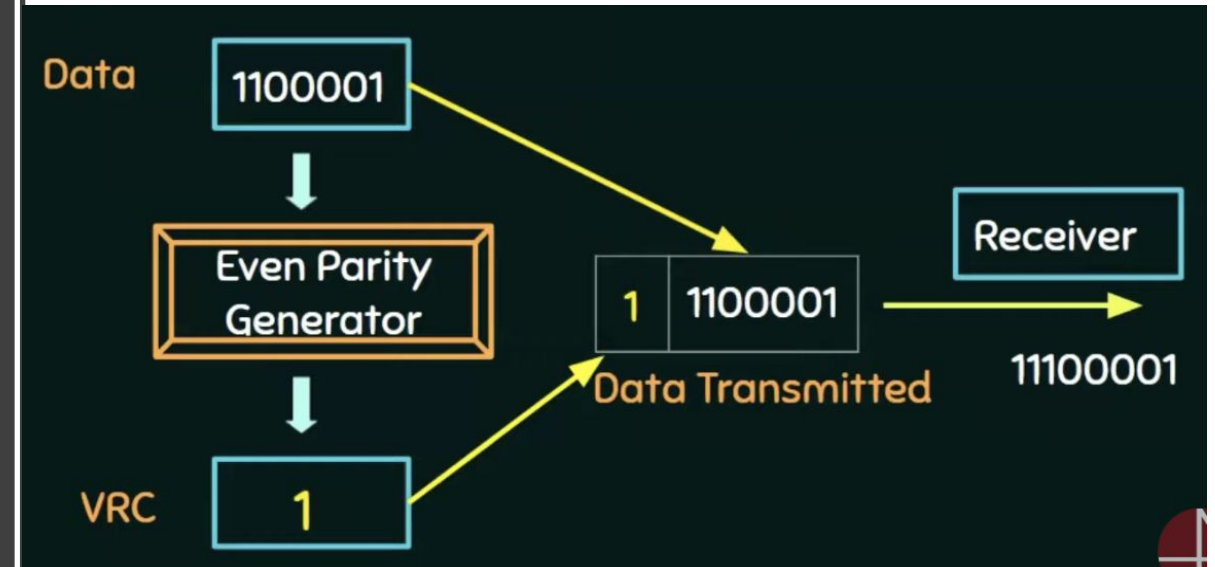 Data
1100001
Even Parity
Generator
VRC
1
1 1100001
Data Transmitted
Receiver
11100001